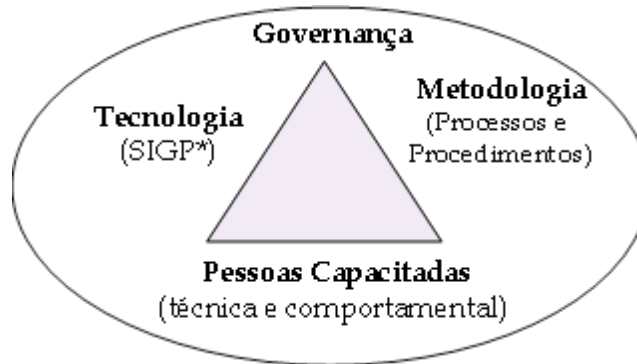 Governança
Tecnologia
(SIGP*)
Metodologia
(Processos e
Procedimentos)
Pessoas Capacitadas
(técnica e comportamental)